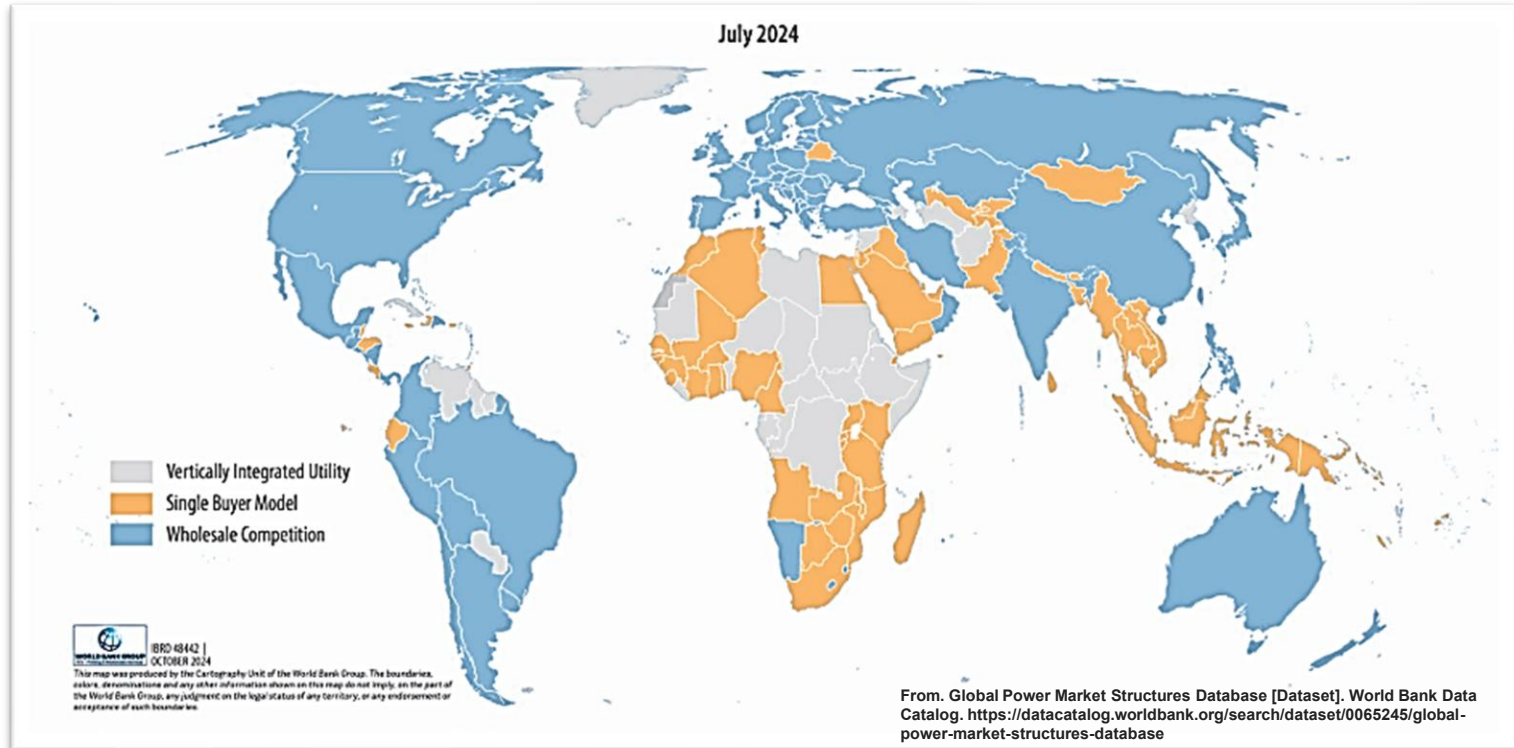 July 2024
Vertically Integrated Utility
Single Buyer Model
Wholesale Competition
WORLD BANK GROUP
IBRD 48442 |
OCTOBER 2024
This map was produced by the Cartography Unit of the World Bank Group. The boundaries,
colors, denominations and any other information shown on this map do not imply, on the part of
the World Bank Group, any judgment on the legal status of any territory, or any endorsement or
acceptance of such boundaries.
From. Global Power Market Structures Database [Dataset]. World Bank Data
Catalog. https://datacatalog.worldbank.org/search/dataset/0065245/global-
power-market-structures-database